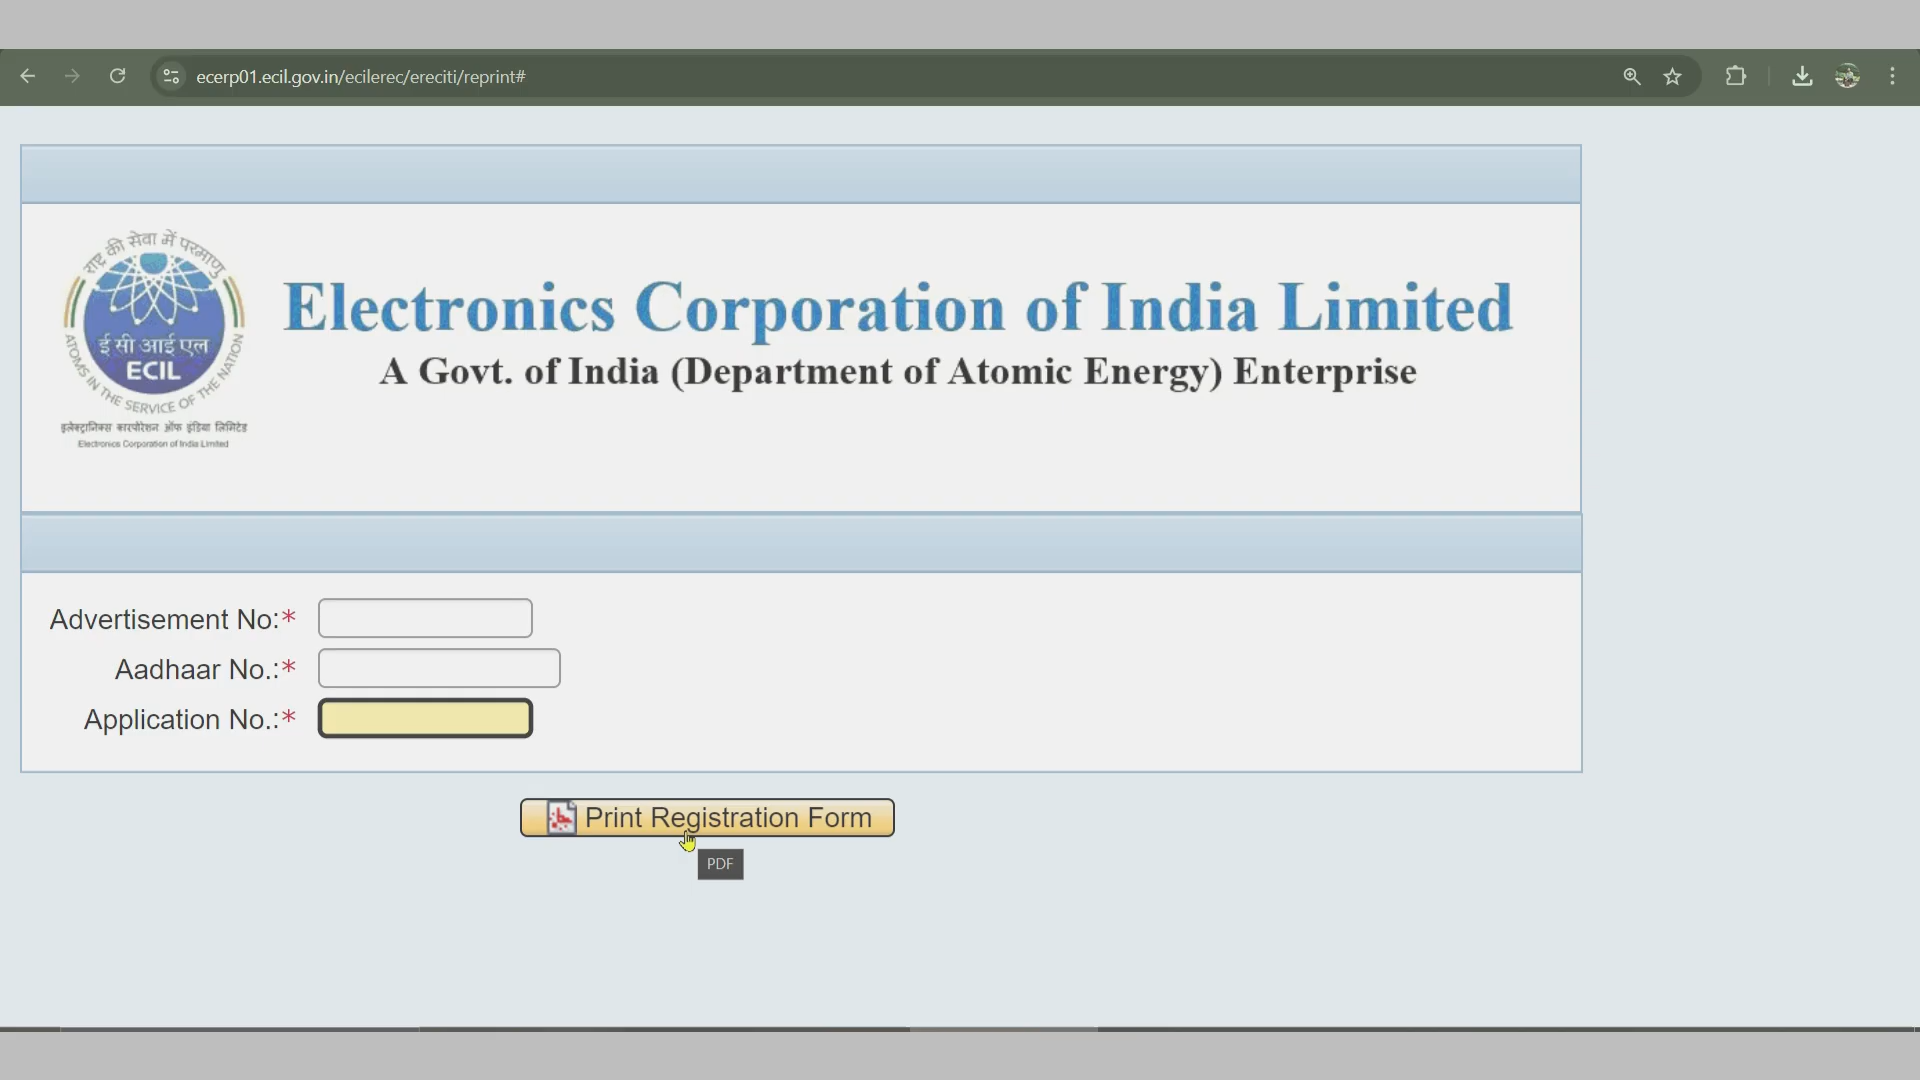 ecerp01.ecil.gov.in/ecilerec/ereciti/reprint#
राष्ट्र की सेवा में परमाणु
ई सी आई एल
ECIL
ATOMS IN THE SERVICE OF THE NATION
इलेक्ट्रॉनिक्स कारपोरेशन ऑफ इंडिया लिमिटेड
Electronics Corporation of India Limited
Electronics Corporation of India Limited
A Govt. of India (Department of Atomic Energy) Enterprise
Advertisement No:*
Aadhaar No.:*
Application No.:*
Print Registration Form
PDF